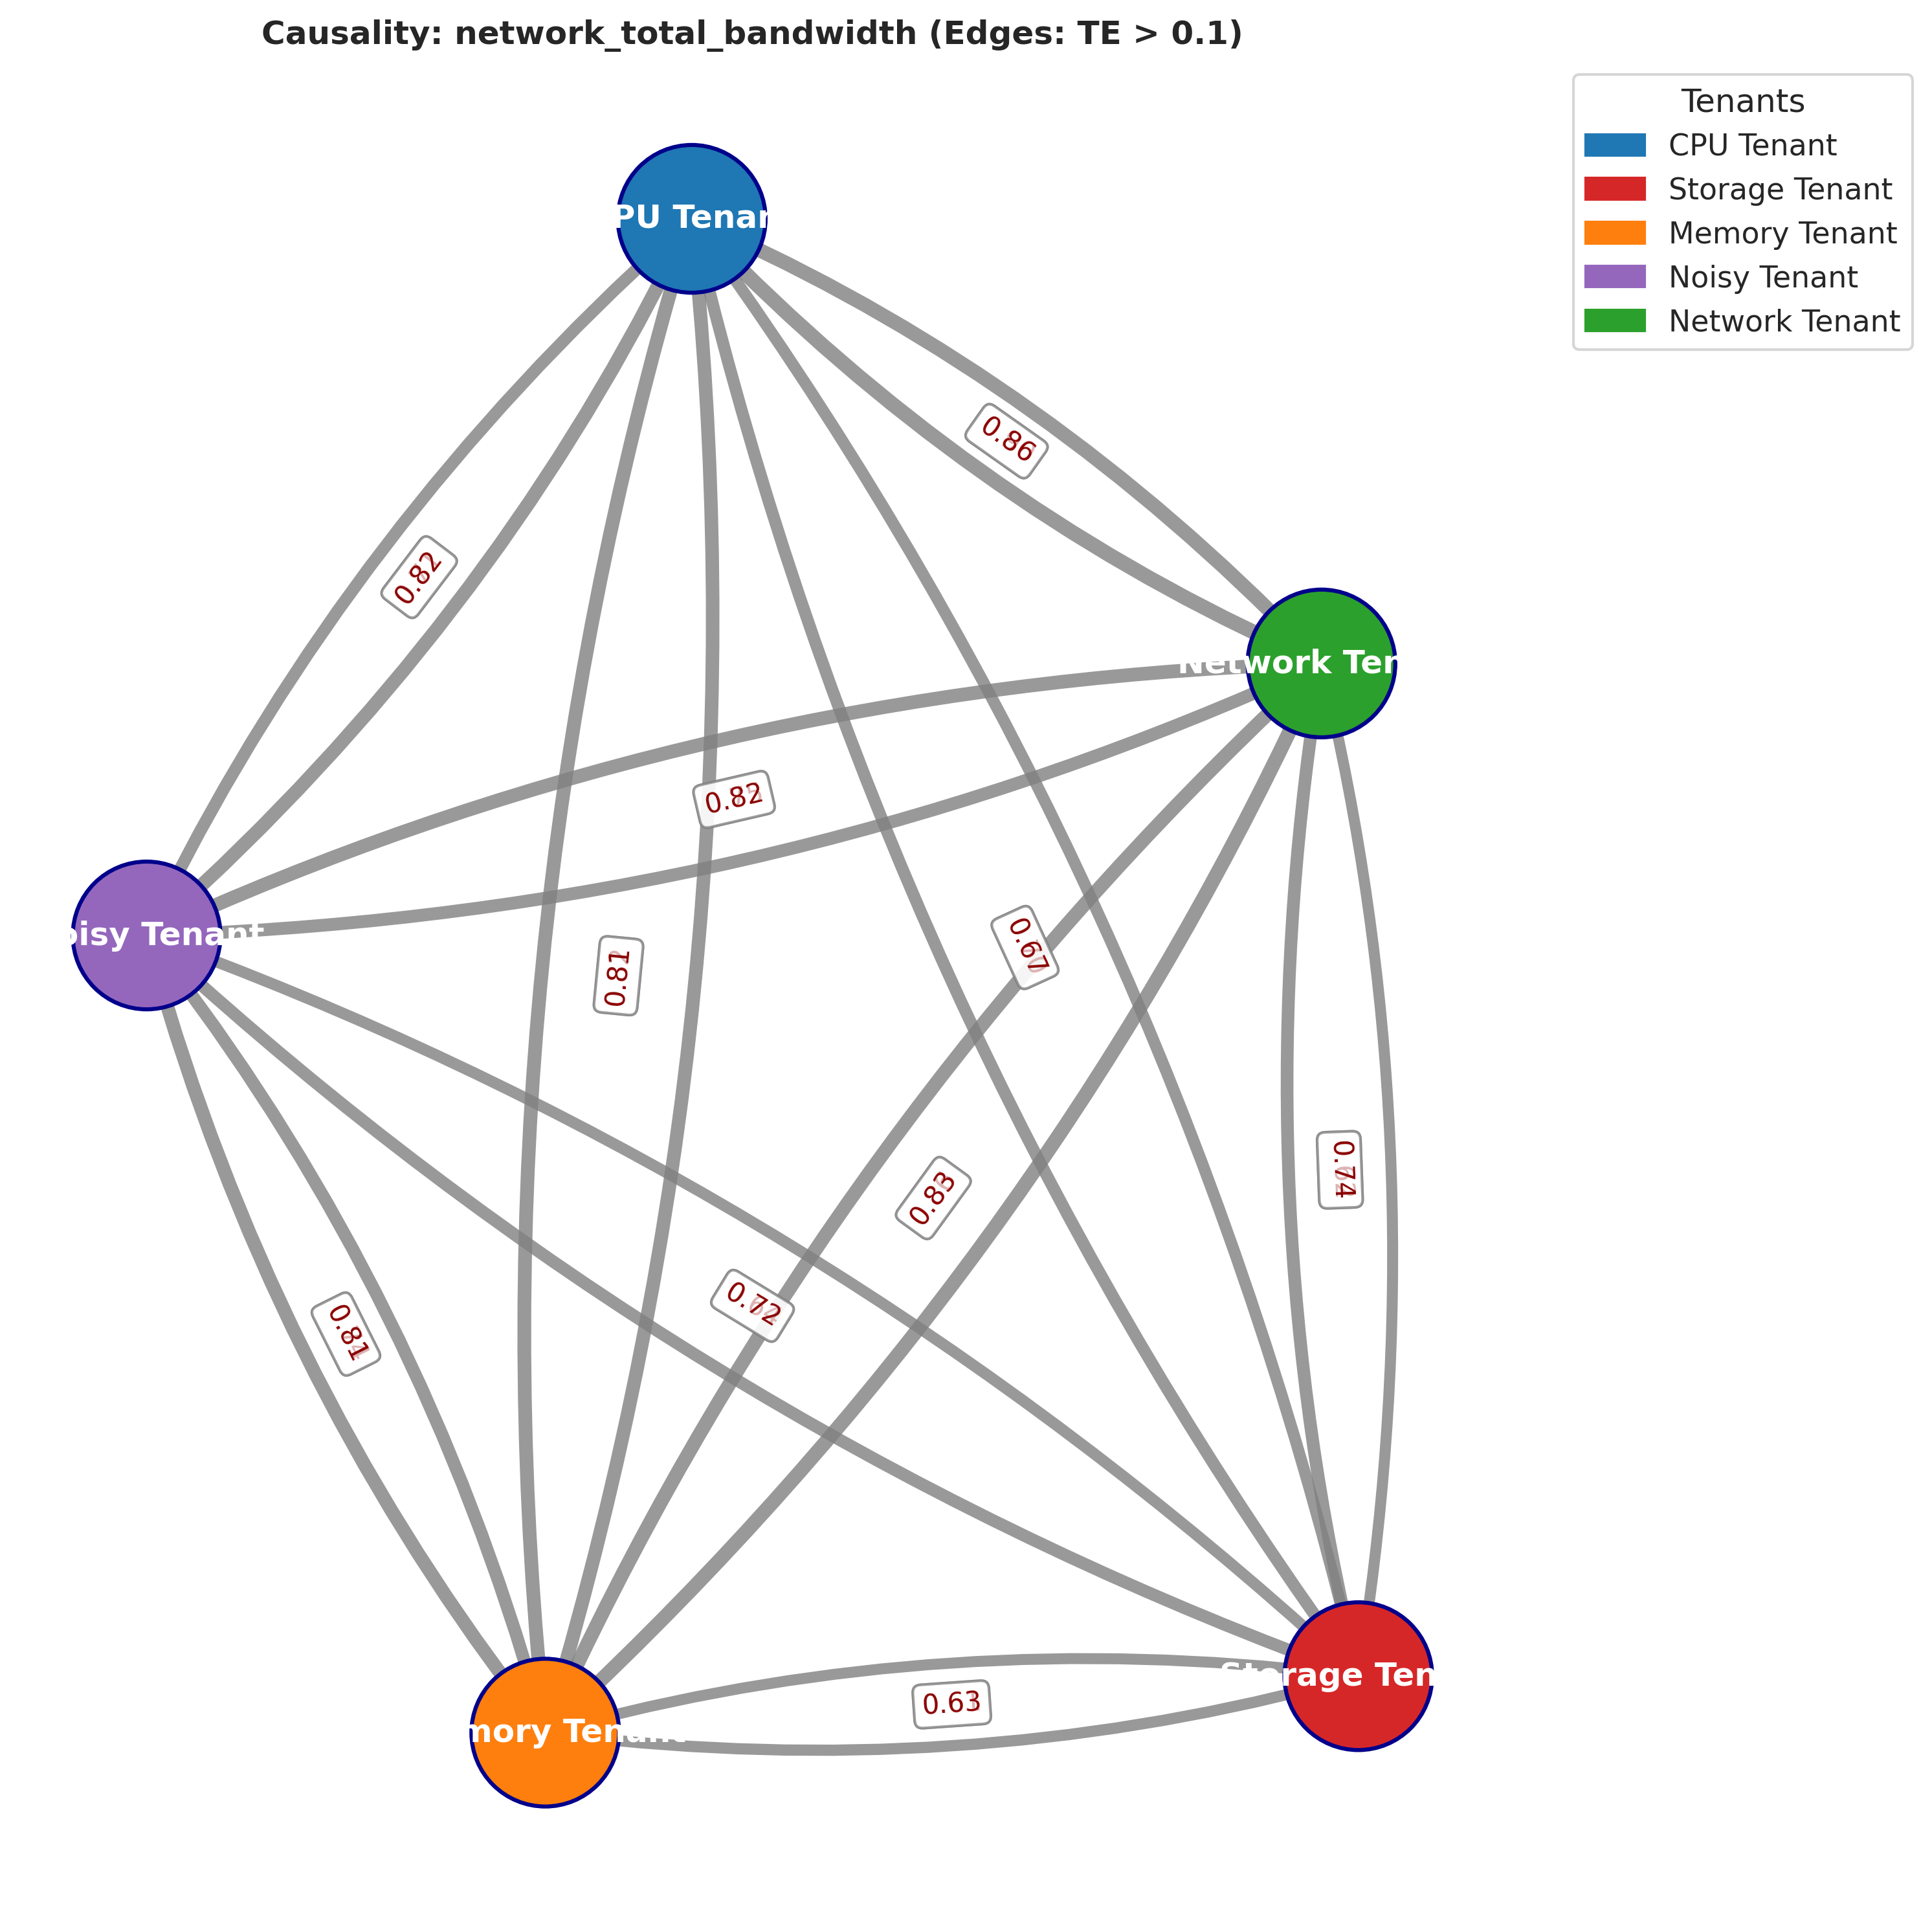 Causality: network_total_bandwidth (Edges: TE > 0.1)
Tenants
CPU Tenant
Storage Tenant
Memory Tenant
Noisy Tenant
Network Tenant
PU Tenan
0.86
0.82
Network Ten
0.82
oisy Tenant
0.81
0.67
0.74
0.83
0.72
0.81
Storage Ten
0.63
mory Tenant